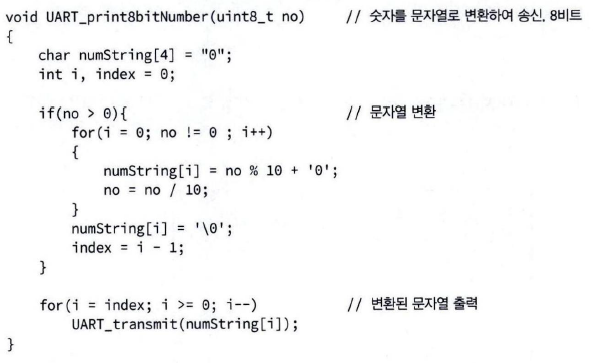 void UART_print8bitNumber(uint8_t no) // 숫자를 문자열로 변환하여 송신, 8비트
{
char numString[4] = "0";
int i, index = 0;
if(no > 0){ // 문자열 변환
for(i = 0; no != 0 ; i++)
{
numString[i] = no % 10 + '0';
no = no / 10;
}
numString[i] = '\0';
index = i - 1;
}
for(i = index; i >= 0; i--) // 변환된 문자열 출력
UART_transmit(numString[i]);
}